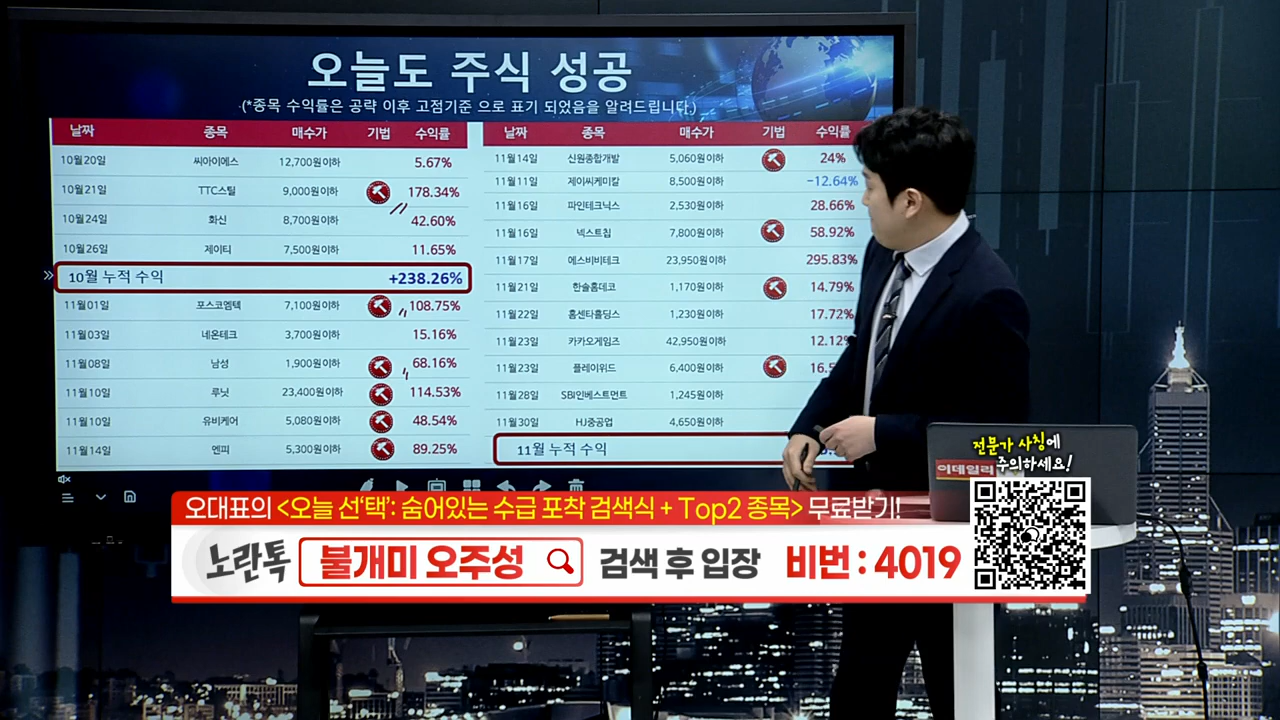 오늘도 주식 성공
(*종목 수익률은 공략 이후 고점기준 으로 표기 되었음을 알려드립니다.)
날짜 종목 매수가 기법 수익률
10월20일 씨아이에스 12,700원이하 5.67%
10월21일 TTC스틸 9,000원이하 178.34%
10월24일 화신 8,700원이하 42.60%
10월26일 제이티 7,500원이하 11.65%
10월 누적 수익 +238.26%
11월01일 포스코엠텍 7,100원이하 108.75%
11월03일 네온테크 3,700원이하 15.16%
11월08일 남성 1,900원이하 68.16%
11월10일 루닛 23,400원이하 114.53%
11월10일 유비케어 5,080원이하 48.54%
11월14일 엔피 5,300원이하 89.25%
날짜 종목 매수가 기법 수익률
11월14일 신원종합개발 5,060원이하 24%
11월11일 제이씨케미칼 8,500원이하 -12.64%
11월16일 파인테크닉스 2,530원이하 28.66%
11월16일 넥스트칩 7,800원이하 58.92%
11월17일 에스비비테크 23,950원이하 295.83%
11월21일 한솔홈데코 1,170원이하 14.79%
11월22일 홈센타홀딩스 1,230원이하 17.72%
11월23일 카카오게임즈 42,950원이하 12.12%
11월23일 플레이위드 6,400원이하 16.5
11월28일 SBI인베스트먼트 1,245원이하
11월30일 HJ중공업 4,650원이하
11월 누적 수익
전문가 사칭에
주의하세요!
이데일리
오대표의 <오늘 선'택': 숨어있는 수급 포착 검색식 + Top2 종목> 무료받기!
노란톡 불개미 오주성 검색 후 입장 비번 : 4019